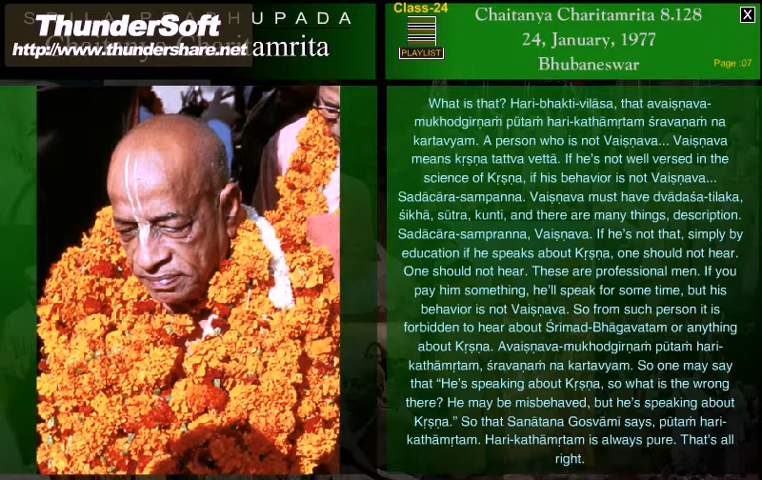 SRILA PRABHUPADA
ThunderSoft
http://www.thundershare.net
Chaitanya Charitamrita
Class-24
PLAYLIST
Chaitanya Charitamrita 8.128
24, January, 1977
Bhubaneswar
X
Page :07
What is that? Hari-bhakti-vilāsa, that avaiṣṇava-
mukhodgīrṇaṁ pūtaṁ hari-kathāmṛtaṁ śravaṇaṁ na
kartavyam. A person who is not Vaiṣṇava... Vaiṣṇava
means kṛṣṇa tattva vettā. If he's not well versed in the
science of Kṛṣṇa, if his behavior is not Vaiṣṇava...
Sadācāra-sampanna. Vaiṣṇava must have dvādaśa-tilaka,
śikhā, sūtra, kunti, and there are many things, description.
Sadācāra-sampranna, Vaiṣṇava. If he's not that, simply by
education if he speaks about Kṛṣṇa, one should not hear.
One should not hear. These are professional men. If you
pay him something, he'll speak for some time, but his
behavior is not Vaiṣṇava. So from such person it is
forbidden to hear about Śrīmad-Bhāgavatam or anything
about Kṛṣṇa. Avaiṣṇava-mukhodgīrṇaṁ pūtaṁ hari-
kathāmṛtam, śravaṇaṁ na kartavyam. So one may say
that “He's speaking about Kṛṣṇa, so what is the wrong
there? He may be misbehaved, but he's speaking about
Kṛṣṇa.” So that Sanātana Gosvāmī says, pūtaṁ hari-
kathāmṛtam. Hari-kathāmṛtam is always pure. That's all
right.